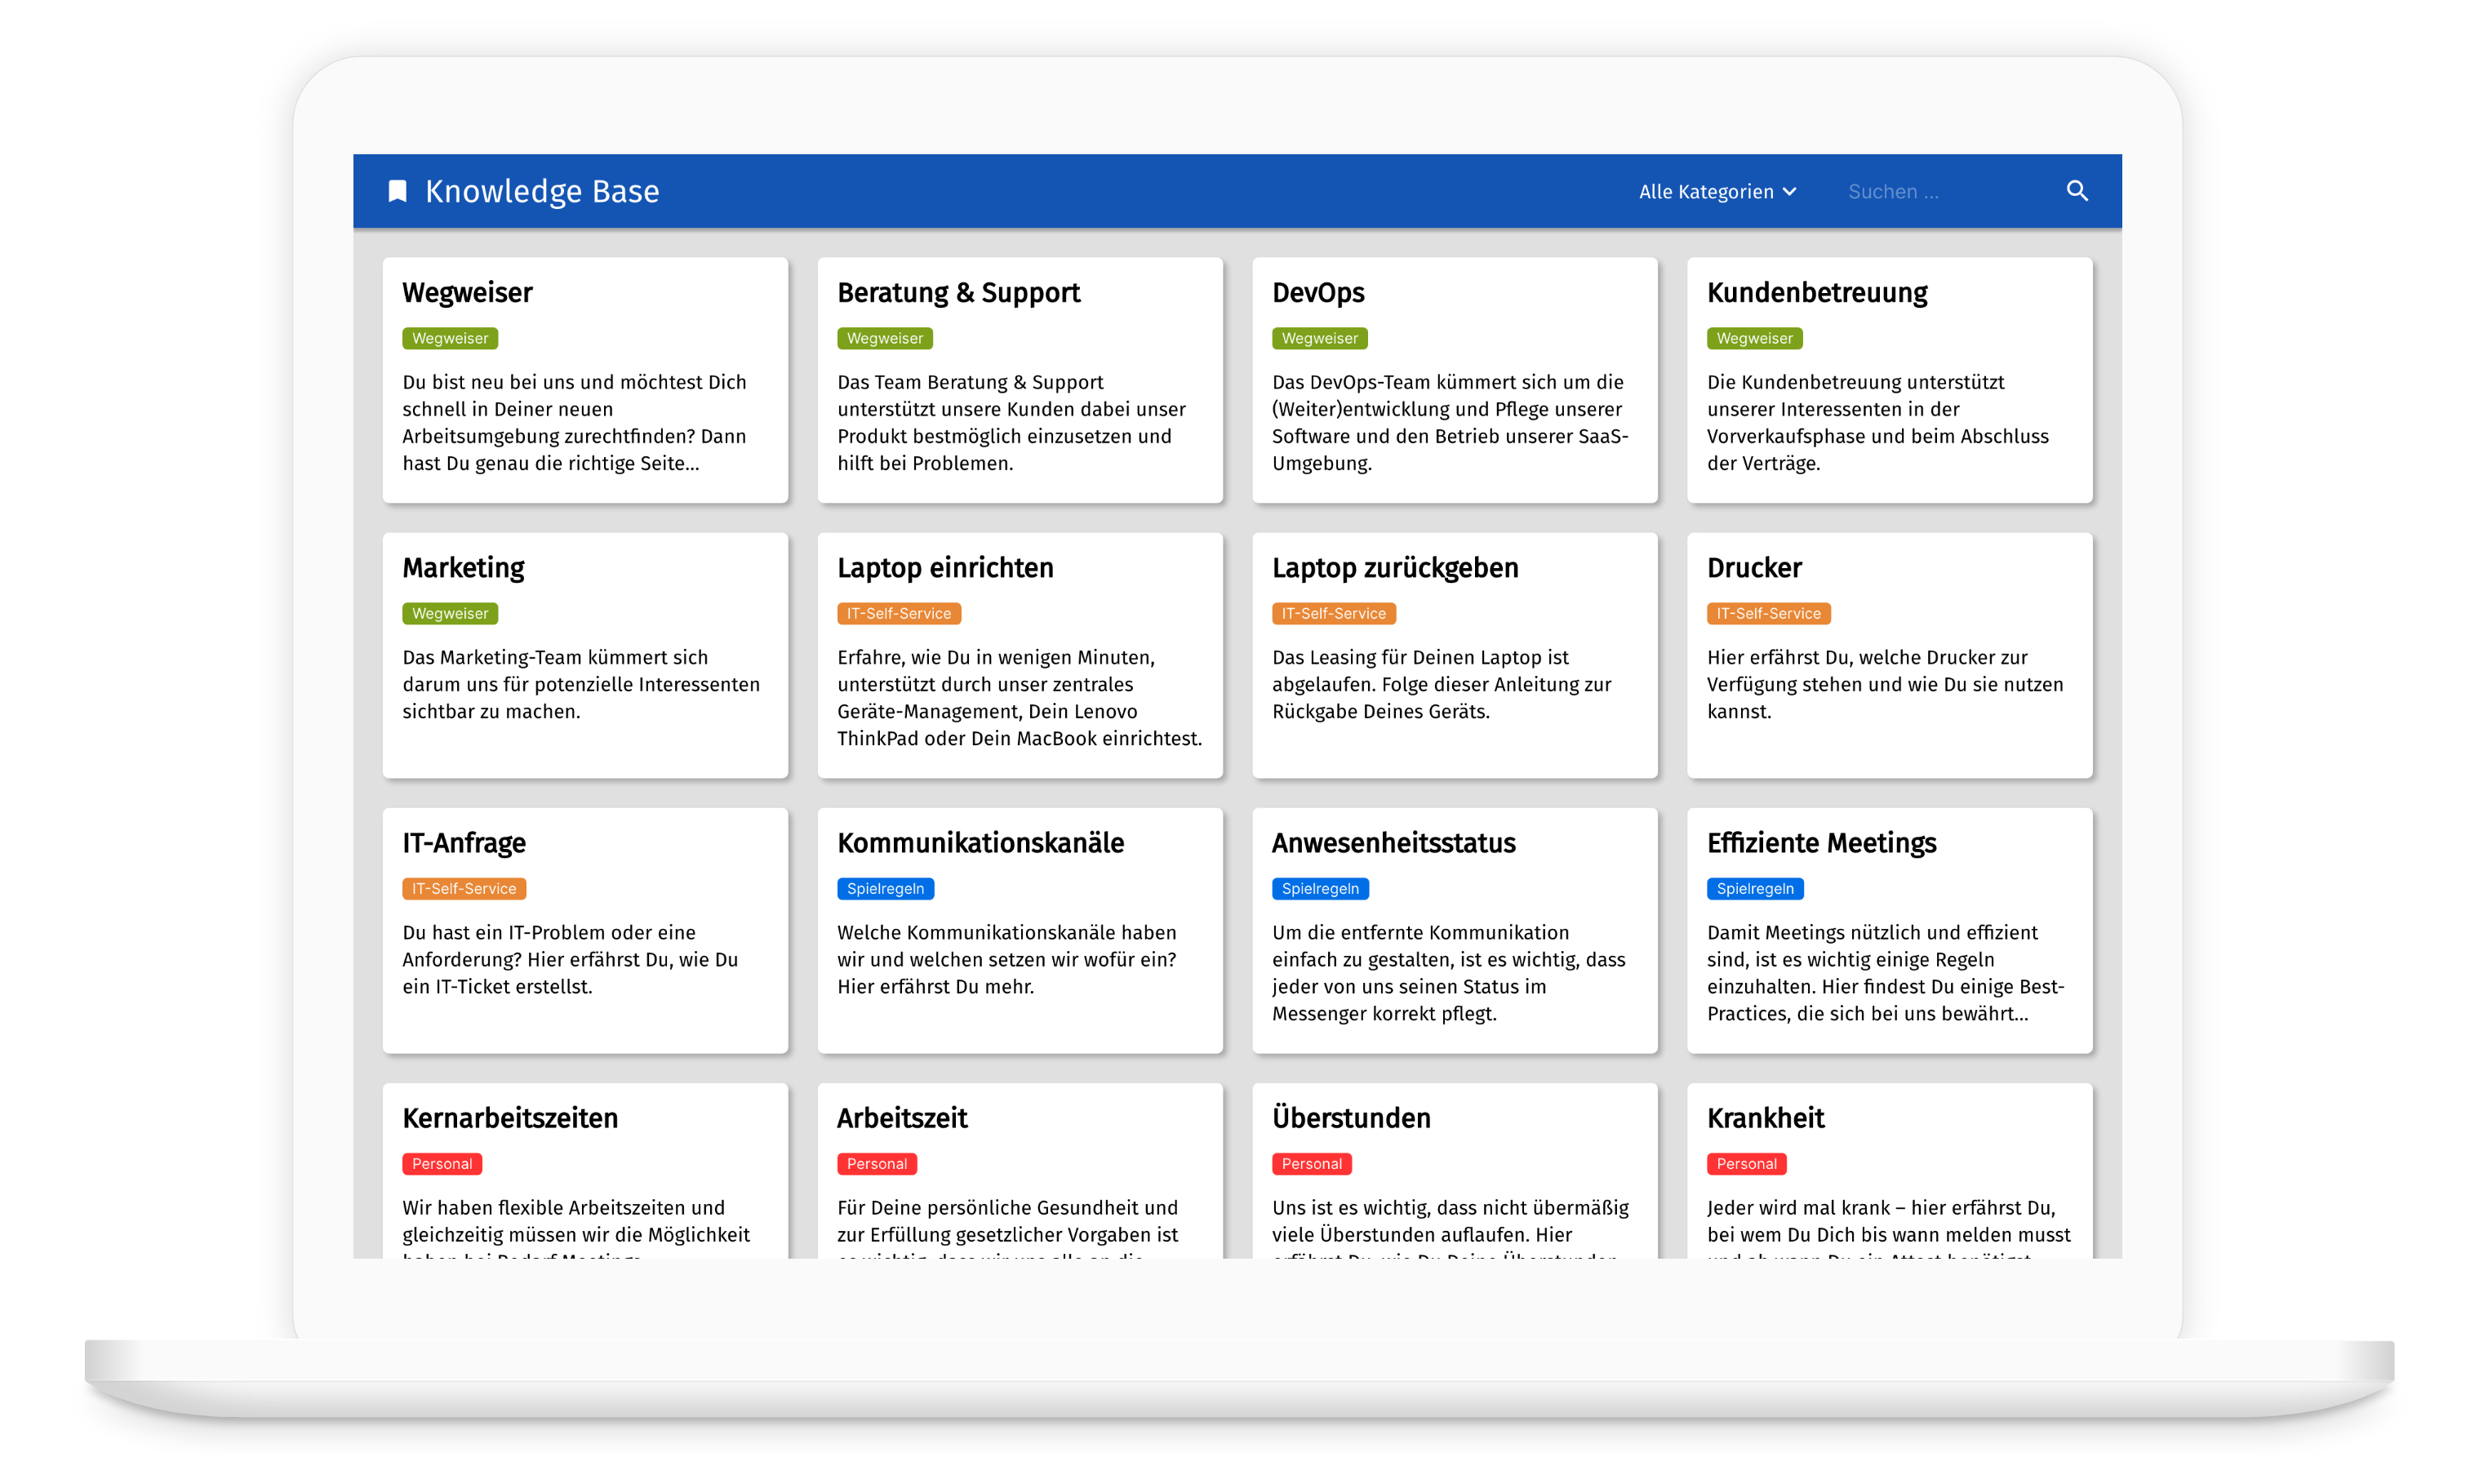 Knowledge Base
Alle Kategorien
Suchen ...
Wegweiser
Wegweiser
Du bist neu bei uns und möchtest Dich
schnell in Deiner neuen
Arbeitsumgebung zurechtfinden? Dann
hast Du genau die richtige Seite...
Beratung & Support
Wegweiser
Das Team Beratung & Support
unterstützt unsere Kunden dabei unser
Produkt bestmöglich einzusetzen und
hilft bei Problemen.
DevOps
Wegweiser
Das DevOps-Team kümmert sich um die
(Weiter)entwicklung und Pflege unserer
Software und den Betrieb unserer SaaS-
Umgebung.
Kundenbetreuung
Wegweiser
Die Kundenbetreuung unterstützt
unserer Interessenten in der
Vorverkaufsphase und beim Abschluss
der Verträge.
Marketing
Wegweiser
Das Marketing-Team kümmert sich
darum uns für potenzielle Interessenten
sichtbar zu machen.
Laptop einrichten
IT-Self-Service
Erfahre, wie Du in wenigen Minuten,
unterstützt durch unser zentrales
Geräte-Management, Dein Lenovo
ThinkPad oder Dein MacBook einrichtest.
Laptop zurückgeben
IT-Self-Service
Das Leasing für Deinen Laptop ist
abgelaufen. Folge dieser Anleitung zur
Rückgabe Deines Geräts.
Drucker
IT-Self-Service
Hier erfährst Du, welche Drucker zur
Verfügung stehen und wie Du sie nutzen
kannst.
IT-Anfrage
IT-Self-Service
Du hast ein IT-Problem oder eine
Anforderung? Hier erfährst Du, wie Du
ein IT-Ticket erstellst.
Kommunikationskanäle
Spielregeln
Welche Kommunikationskanäle haben
wir und welchen setzen wir wofür ein?
Hier erfährst Du mehr.
Anwesenheitsstatus
Spielregeln
Um die entfernte Kommunikation
einfach zu gestalten, ist es wichtig, dass
jeder von uns seinen Status im
Messenger korrekt pflegt.
Effiziente Meetings
Spielregeln
Damit Meetings nützlich und effizient
sind, ist es wichtig einige Regeln
einzuhalten. Hier findest Du einige Best-
Practices, die sich bei uns bewährt...
Kernarbeitszeiten
Personal
Wir haben flexible Arbeitszeiten und
gleichzeitig müssen wir die Möglichkeit
Arbeitszeit
Personal
Für Deine persönliche Gesundheit und
zur Erfüllung gesetzlicher Vorgaben ist
Überstunden
Personal
Uns ist es wichtig, dass nicht übermäßig
viele Überstunden auflaufen. Hier
Krankheit
Personal
Jeder wird mal krank – hier erfährst Du,
bei wem Du Dich bis wann melden musst